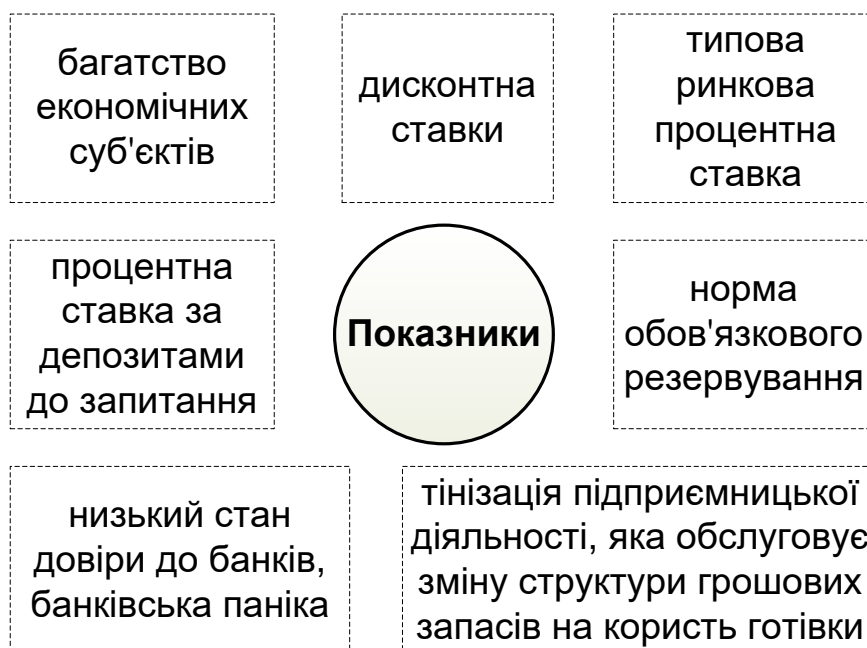 багатство
економічних
суб'єктів
дисконтна
ставки
типова
ринкова
процентна
ставка
процентна
ставка за
депозитами
до запитання
Показники
норма
обов'язкового
резервування
низький стан
довіри до банків,
банківська паніка
тінізація підприємницької
діяльності, яка обслуговує
зміну структури грошових
запасів на користь готівки